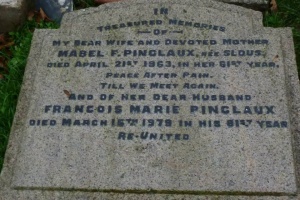 IN
TREASURED MEMORIES
OF
MY DEAR WIFE AND DEVOTED MOTHER
MABEL F. PINGLAUX, NÉE SLOUS,
DIED APRIL 21ST 1963, IN HER 61ST YEAR.
PEACE AFTER PAIN.
TILL WE MEET AGAIN.
AND OF HER DEAR HUSBAND
FRANCOIS MARIE PINGLAUX
DIED MARCH 16TH 1979 IN HIS 81ST YEAR
RE-UNITED